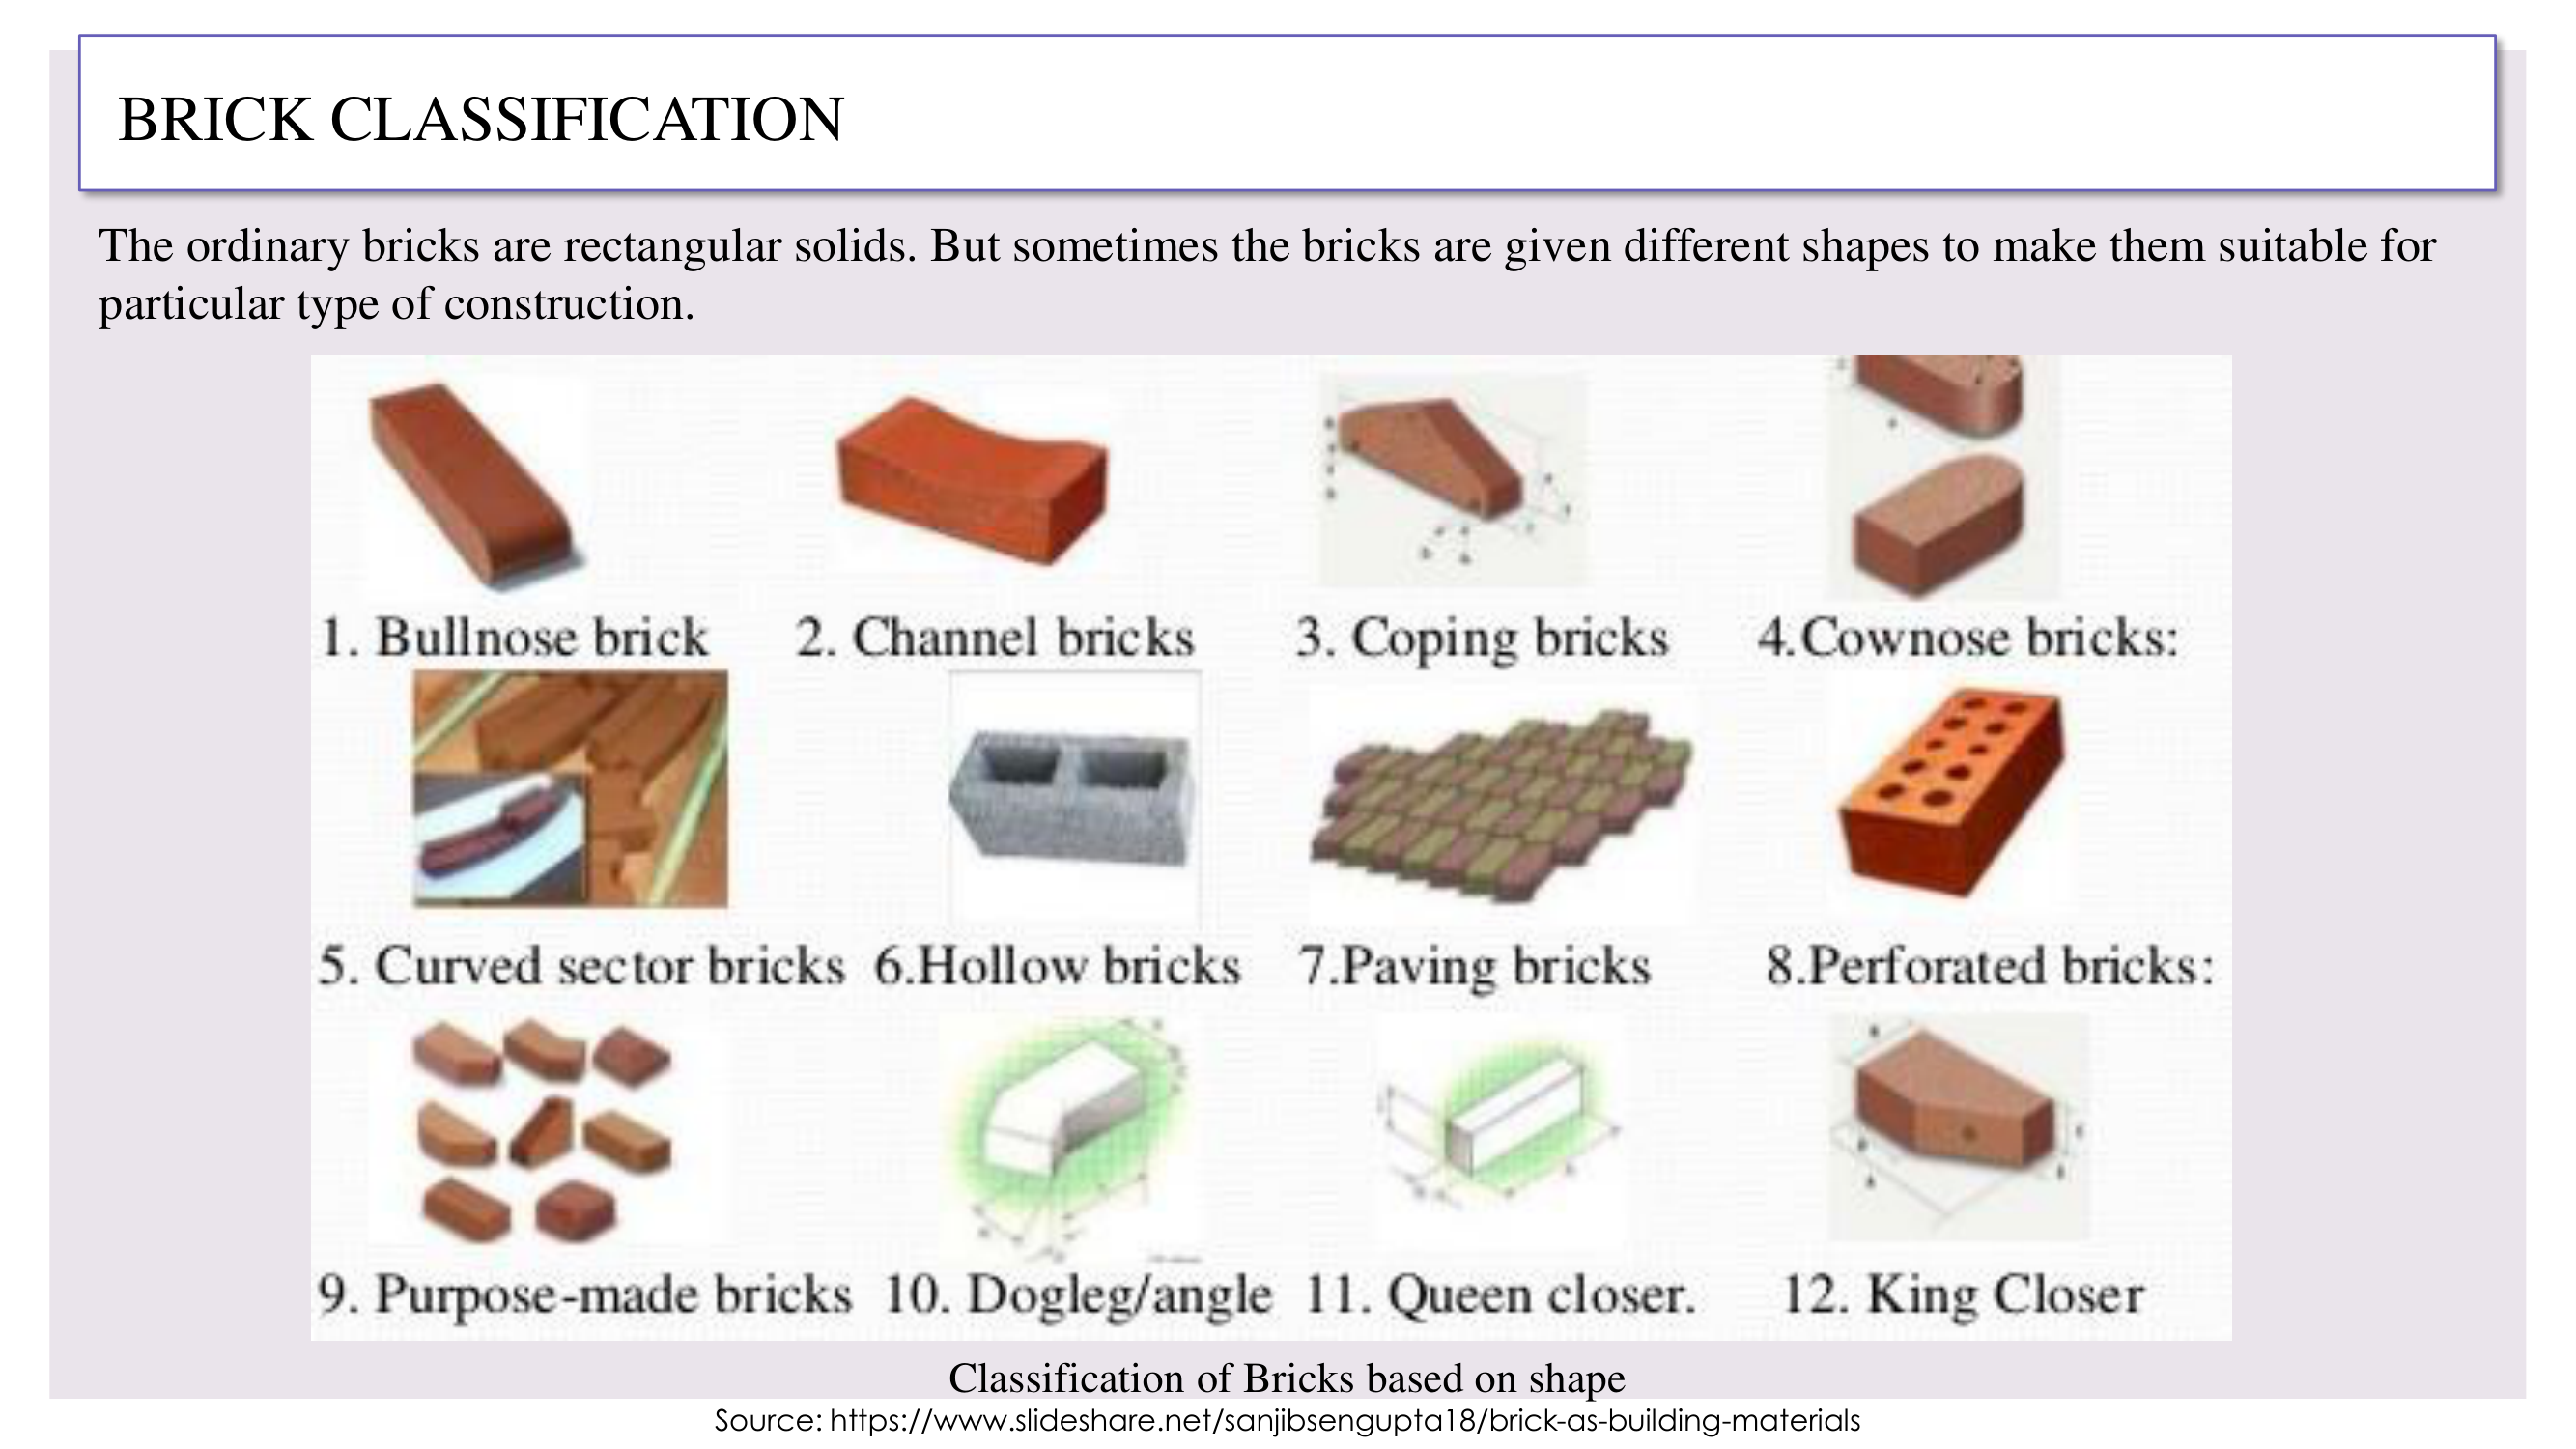 BRICK CLASSIFICATION
The ordinary bricks are rectangular solids. But sometimes the bricks are given different shapes to make them suitable for
particular type of construction.
1. Bullnose brick
2. Channel bricks
3. Coping bricks
4.Cownose bricks:
5. Curved sector bricks
6.Hollow bricks
7.Paving bricks
8.Perforated bricks:
9. Purpose-made bricks
10. Dogleg/angle
11. Queen closer.
12. King Closer
Classification of Bricks based on shape
Source: https://www.slideshare.net/sanjibsengupta18/brick-as-building-materials